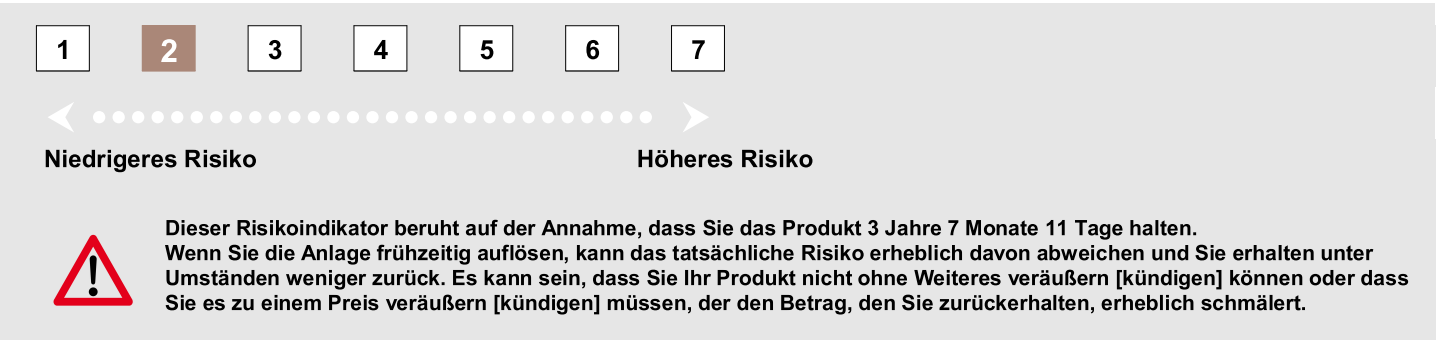 1 2 3 4 5 6 7
Niedrigeres Risiko Höheres Risiko
Dieser Risikoindikator beruht auf der Annahme, dass Sie das Produkt 3 Jahre 7 Monate 11 Tage halten.
Wenn Sie die Anlage frühzeitig auflösen, kann das tatsächliche Risiko erheblich davon abweichen und Sie erhalten unter
Umständen weniger zurück. Es kann sein, dass Sie Ihr Produkt nicht ohne Weiteres veräußern [kündigen] können oder dass
Sie es zu einem Preis veräußern [kündigen] müssen, der den Betrag, den Sie zurückerhalten, erheblich schmälert.